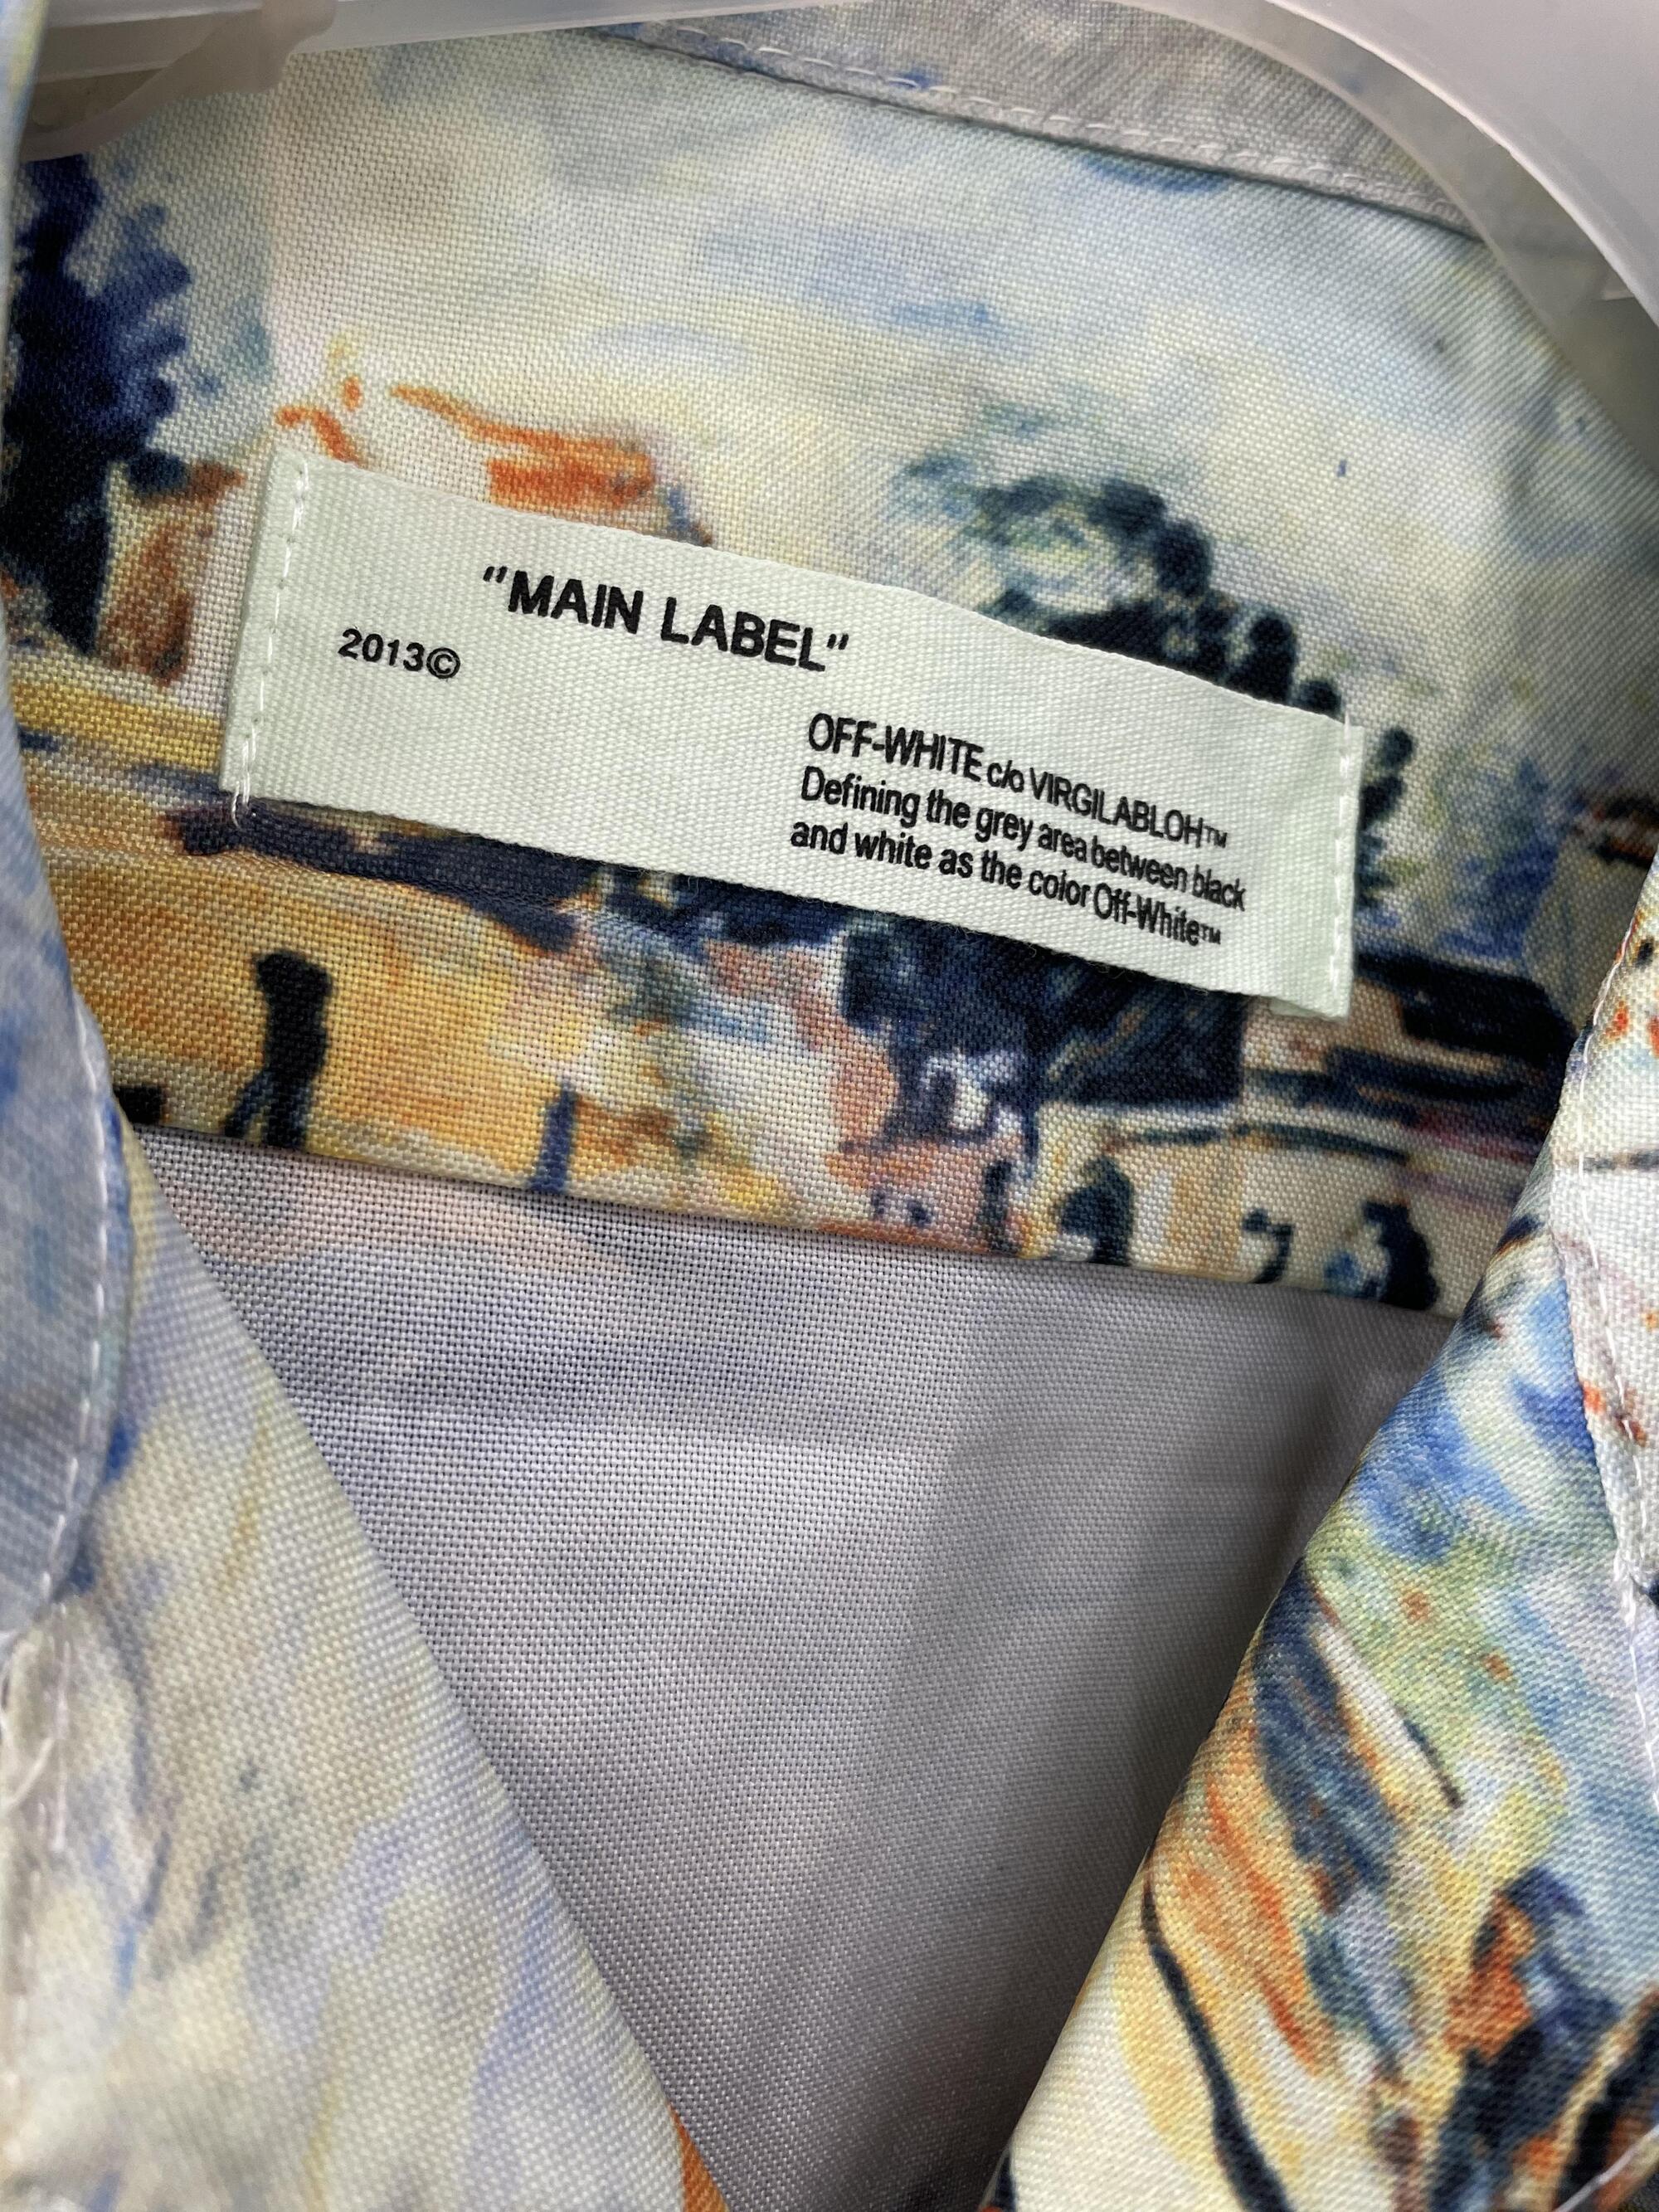 "MAIN LABEL"
2013©
OFF-WHITE c/o VIRGILABLOH™
Defining the grey area between black
and white as the color Off-White™